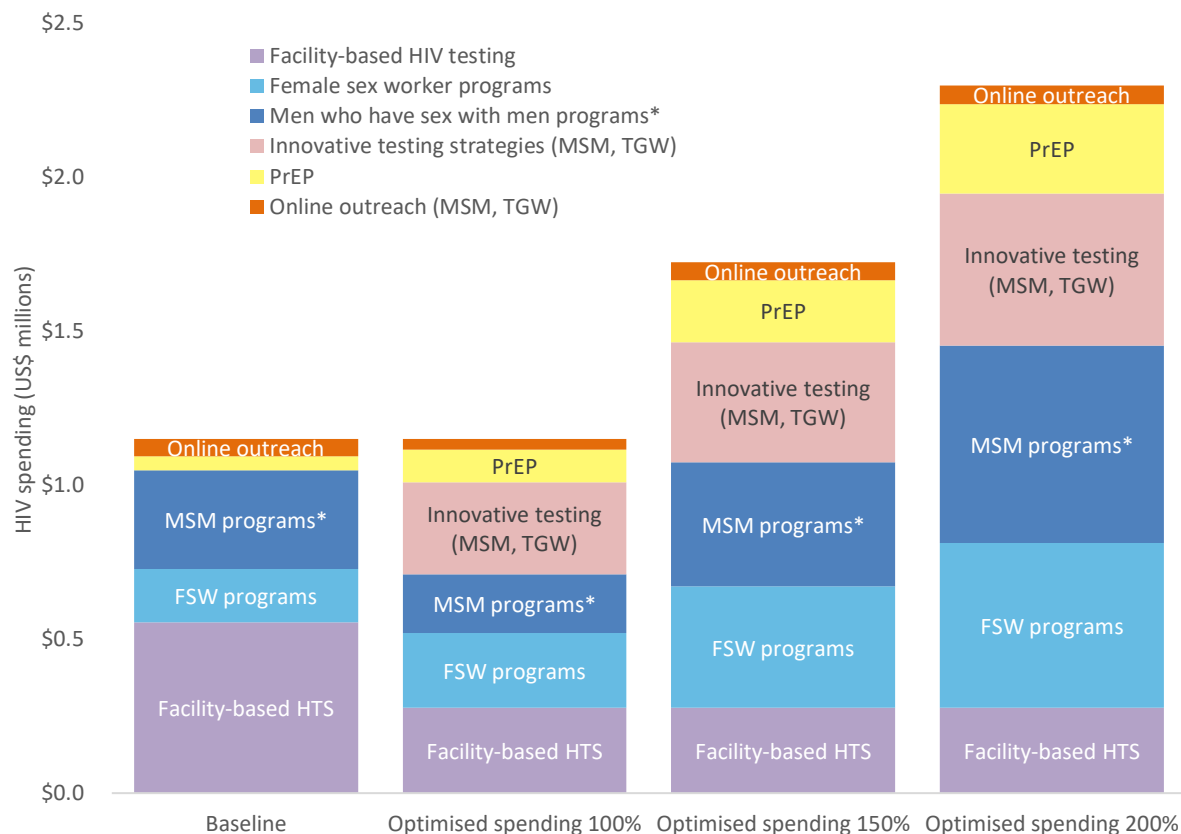 $2.5
Facility-based HIV testing
Female sex worker programs
Men who have sex with men programs*
Innovative testing strategies (MSM, TGW)
PrEP
Online outreach (MSM, TGW)
$2.0
$1.5
$1.0
$0.5
$0.0
HIV spending (US$ millions)
Online outreach
MSM programs*
FSW programs
Facility-based HTS
PrEP
Innovative testing
(MSM, TGW)
MSM programs*
FSW programs
Facility-based HTS
Online outreach
PrEP
Innovative testing
(MSM, TGW)
MSM programs*
FSW programs
Facility-based HTS
Online outreach
PrEP
Innovative testing
(MSM, TGW)
MSM programs*
FSW programs
Facility-based HTS
Baseline
Optimised spending 100%
Optimised spending 150%
Optimised spending 200%